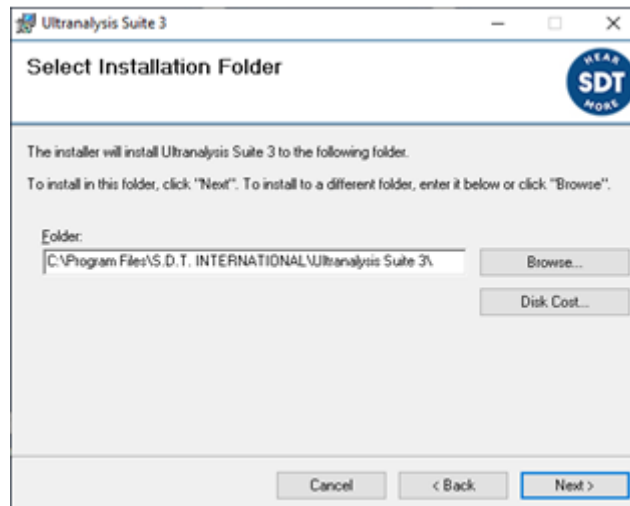 Ultranalysis Suite 3
Select Installation Folder
HEAR
SDT
MORE
The installer will install Ultranalysis Suite 3 to the following folder.
To install in this folder, click "Next". To install to a different folder, enter it below or click "Browse".
Folder:
C:\Program Files\S.D.T. INTERNATIONAL\Ultranalysis Suite 3\
Browse...
Disk Cost...
Cancel
< Back
Next >